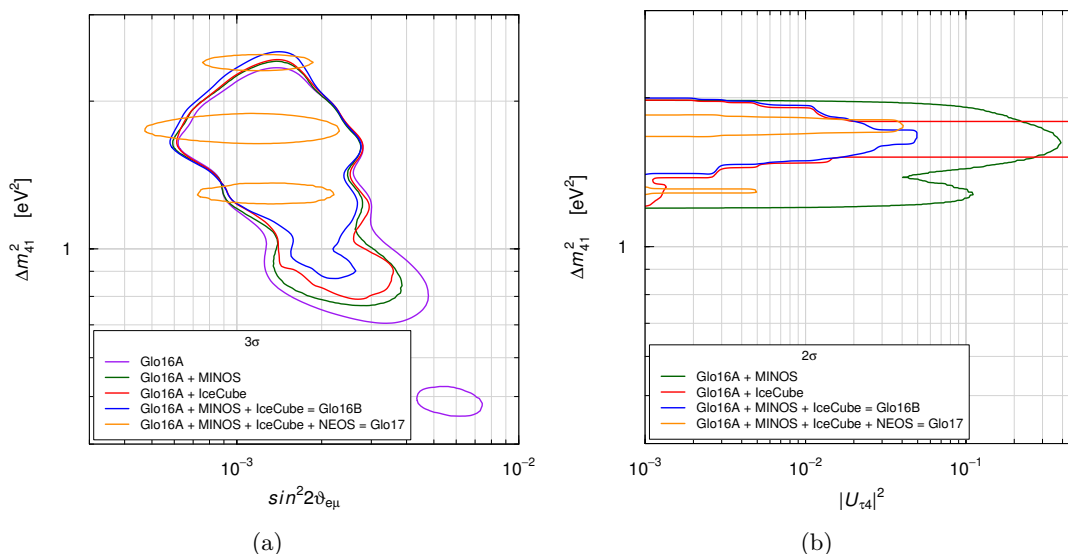 Δm²₄₁ [eV²]
1
3σ
Glo16A
Glo16A + MINOS
Glo16A + IceCube
Glo16A + MINOS + IceCube = Glo16B
Glo16A + MINOS + IceCube + NEOS = Glo17
10⁻³ 10⁻²
sin²2ϑeμ
(a)
Δm²₄₁ [eV²]
1
2σ
Glo16A + MINOS
Glo16A + IceCube
Glo16A + MINOS + IceCube = Glo16B
Glo16A + MINOS + IceCube + NEOS = Glo17
10⁻³ 10⁻² 10⁻¹
|Uτ4|²
(b)